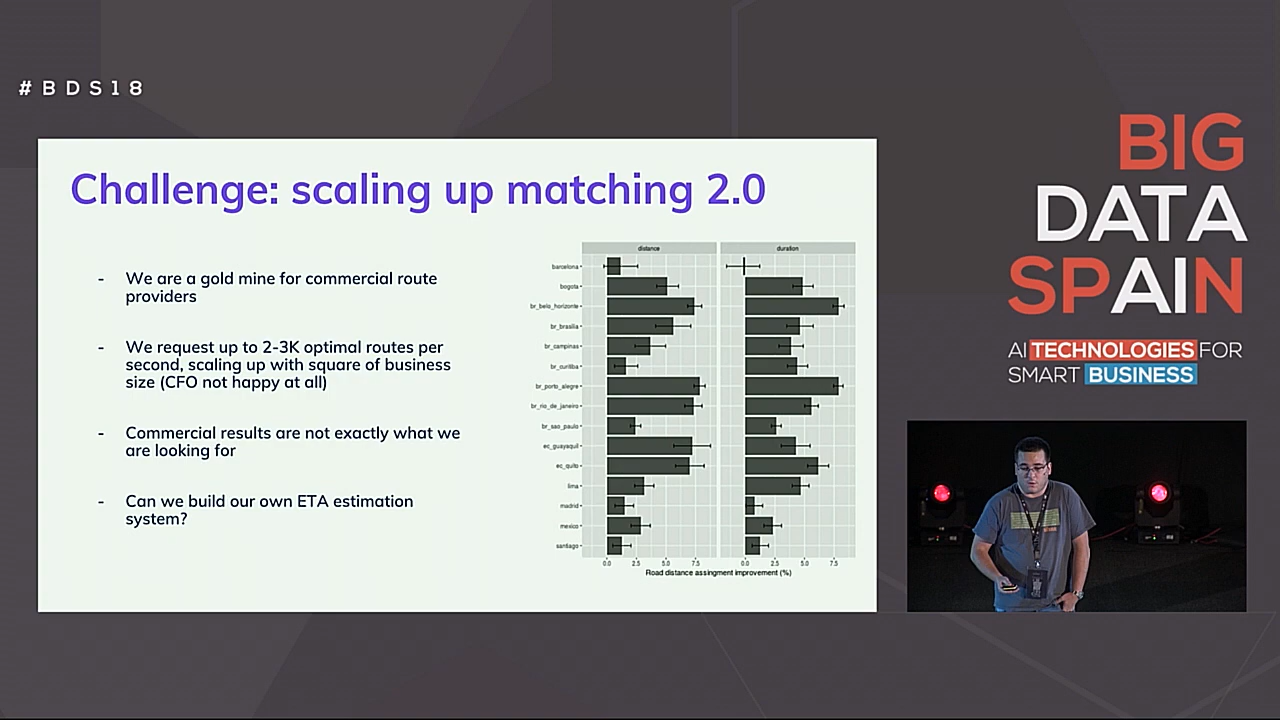 #BDS18
Challenge: scaling up matching 2.0
- We are a gold mine for commercial route
providers
- We request up to 2-3K optimal routes per
second, scaling up with square of business
size (CFO not happy at all)
- Commercial results are not exactly what we
are looking for
- Can we build our own ETA estimation
system?
distance duration
barcelona
bogota
br_belo_horizonte
br_brasilia
br_campinas
br_curitiba
br_porto_alegre
br_rio_de_janeiro
br_sao_paulo
ec_guayaquil
ec_quito
lima
madrid
mexico
santiago
0.0 2.5 5.0 7.5 0.0 2.5 5.0 7.5
Road distance assingment improvement (%)
BIG
DATA
SPAIN
AI TECHNOLOGIES FOR
SMART BUSINESS